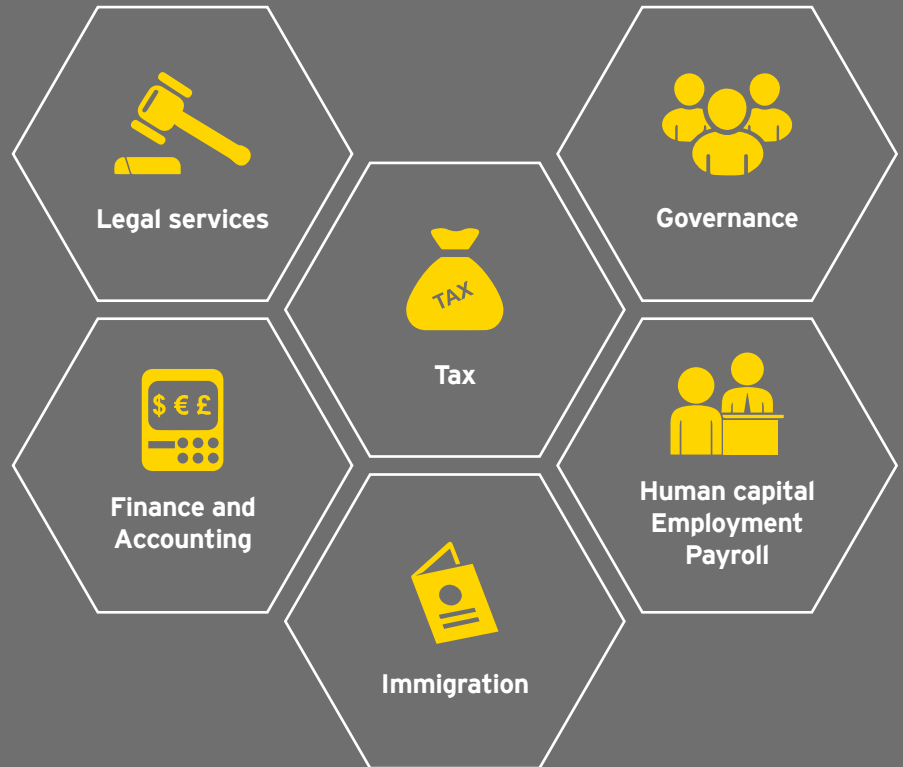 Legal services
Governance
TAX
Tax
$ € £
Finance and
Accounting
Human capital
Employment
Payroll
Immigration